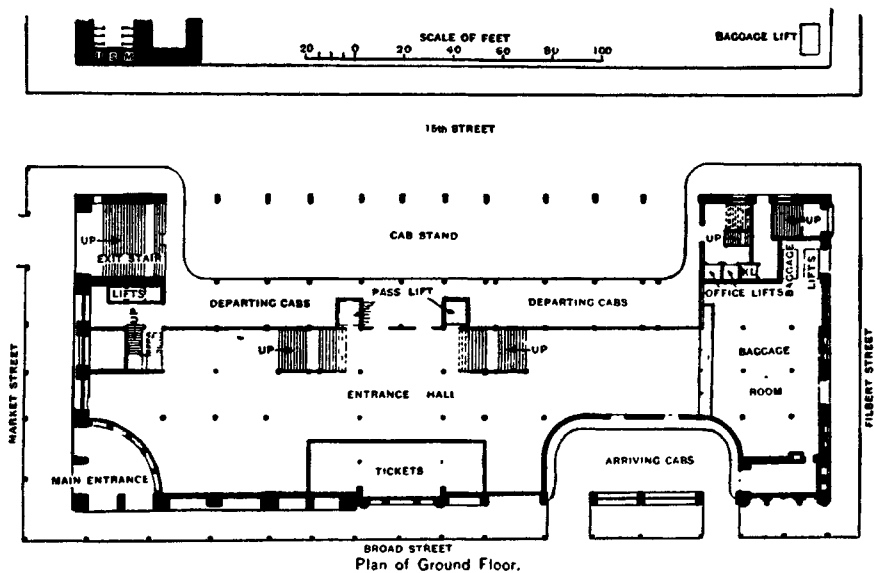 SCALE OF FEET
20 0 20 40 60 80 100
BAGGAGE LIFT
15th STREET
CAB STAND
UP
EXIT STAIR
UP
UP
LIFTS
DEPARTING CABS
PASS LIFT
DEPARTING CABS
OFFICE LIFTS
BAGGAGE
LIFTS
UP
UP
UP
BAGGAGE
ROOM
ENTRANCE HALL
MARKET STREET
FILBERT STREET
TICKETS
ARRIVING CABS
MAIN ENTRANCE
BROAD STREET
Plan of Ground Floor.